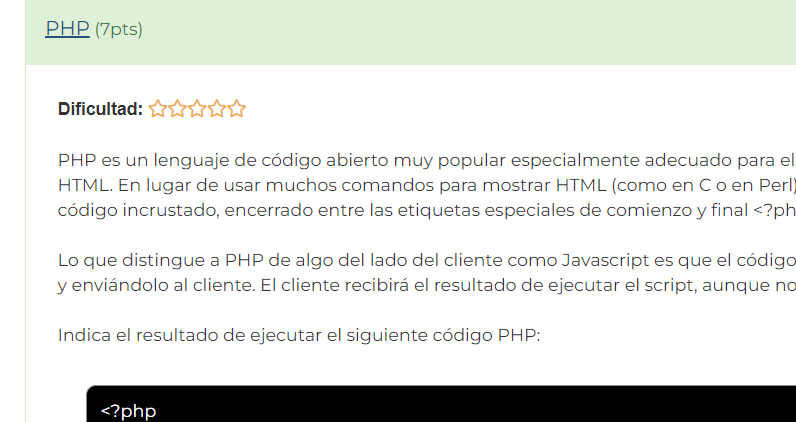 PHP (7pts)
Dificultad:
PHP es un lenguaje de código abierto muy popular especialmente adecuado para el
HTML. En lugar de usar muchos comandos para mostrar HTML (como en C o en Perl)
código incrustado, encerrado entre las etiquetas especiales de comienzo y final <?ph
Lo que distingue a PHP de algo del lado del cliente como Javascript es que el código
y enviándolo al cliente. El cliente recibirá el resultado de ejecutar el script, aunque no
Indica el resultado de ejecutar el siguiente código PHP:
<?php